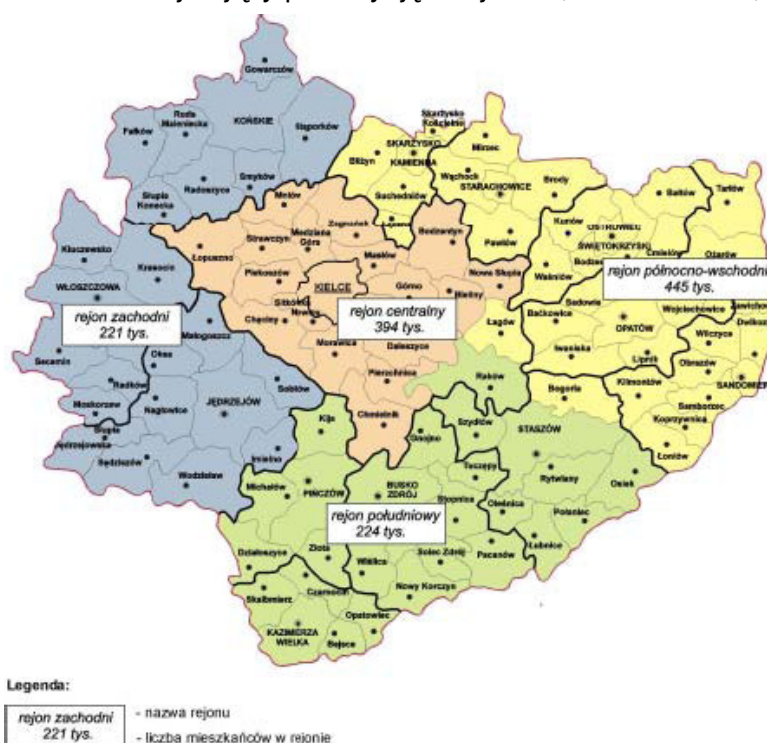 Gowarczów
Ruda
Maleniecka
KOŃSKIE
Fałków
Stąporków
Skarżysko
Kościelne
SKARŻYSKO
KAMIENNA
Mirzec
Bliżyn
Wąchock
STARACHOWICE
Brody
Bałtów
Tarłów
Radoszyce
Smyków
Słupia
Konecka
Suchedniów
Mniów
Łączna
Zagnańsk
Bodzentyn
Pawłów
Kunów
OSTROWIEC
ŚWIĘTOKRZYSKI
Ćmielów
Ożarów
Kluczewsko
Krasocin
Łopuszno
Strawczyn
Miedziana
Góra
Masłów
Waśniów
WŁOSZCZOWA
Piekoszów
KIELCE
Górno
Nowa Słupia
Bieliny
rejon północno-wschodni
445 tys.
rejon zachodni
221 tys.
Małogoszcz
Chęciny
Sitkówka
Nowiny
rejon centralny
394 tys.
Łagów
Baćkowice
Sadowie
OPATÓW
Wojciechowice
Zawichost
Dwikozy
Wilczyce
Secemin
Oksa
Morawica
Daleszyce
Iwaniska
Lipnik
Obrazów
SANDOMIERZ
Radków
Moskorzew
Nagłowice
JĘDRZEJÓW
Sobków
Pierzchnica
Raków
Bogoria
Klimontów
Samborzec
Koprzywnica
Słupia
Jędrzejowska
Sędziszów
Imielno
Wodzisław
Kije
Chmielnik
Gnojno
Szydłów
STASZÓW
Łoniów
Michałów
PIŃCZÓW
BUSKO
ZDRÓJ
Tuczępy
Rytwiany
Osiek
Stopnica
Oleśnica
Połaniec
rejon południowy
224 tys.
Działoszyce
Złota
Wiślica
Solec Zdrój
Pacanów
Łubnice
Skalbmierz
Czarnocin
Nowy Korczyn
Opatowiec
KAZIMIERZA
WIELKA
Bejsce
Legenda:
rejon zachodni
221 tys.
- nazwa rejonu
- liczba mieszkańców w rejonie